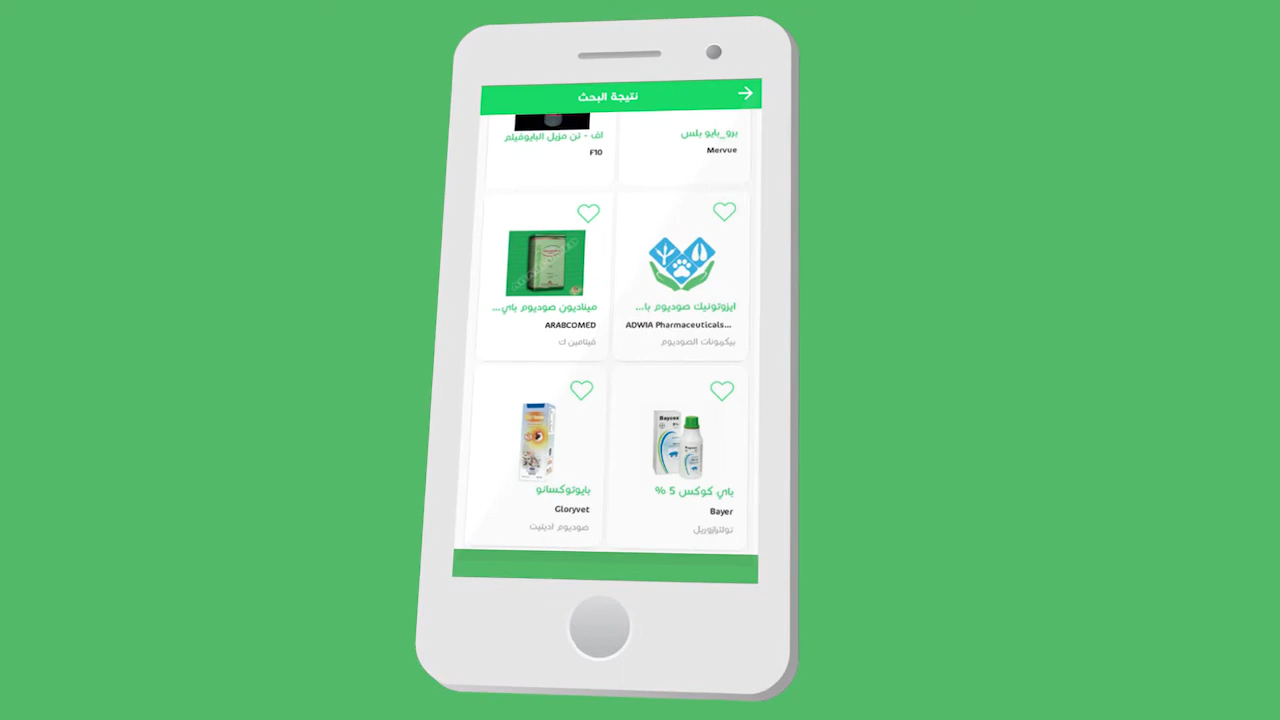 نتيجة البحث
برو_بايو بلس
Mervue
اف - تن مزيل البايوفيلم
F10
ايزوتونيك صوديوم با...
ADWIA Pharmaceuticals...
بيكربونات الصوديوم
ميناديون صوديوم باي...
ARABCOMED
فيتامين ك
باي كوكس 5 %
Bayer
تولترازوريل
بايوتوكسانو
Gloryvet
صوديوم اديتيت
Baycox